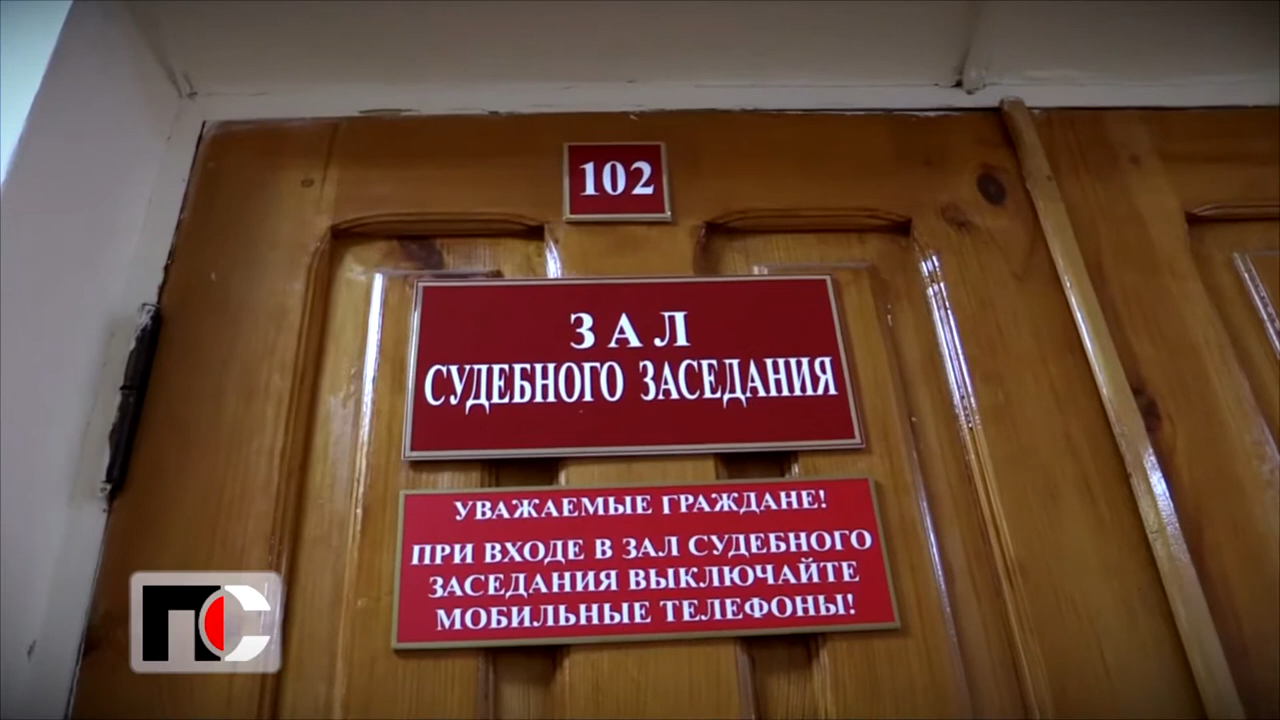 102
ЗАЛ
СУДЕБНОГО ЗАСЕДАНИЯ
УВАЖАЕМЫЕ ГРАЖДАНЕ!
ПРИ ВХОДЕ В ЗАЛ СУДЕБНОГО
ЗАСЕДАНИЯ ВЫКЛЮЧАЙТЕ
МОБИЛЬНЫЕ ТЕЛЕФОНЫ!
ПС